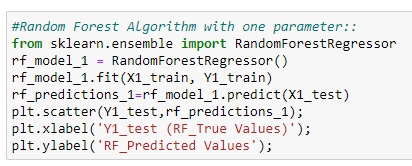 #Random Forest Algorithm with one parameter::
from sklearn.ensemble import RandomForestRegressor
rf_model_1 = RandomForestRegressor()
rf_model_1.fit(X1_train, Y1_train)
rf_predictions_1=rf_model_1.predict(X1_test)
plt.scatter(Y1_test,rf_predictions_1);
plt.xlabel('Y1_test (RF_True Values)');
plt.ylabel('RF_Predicted Values');